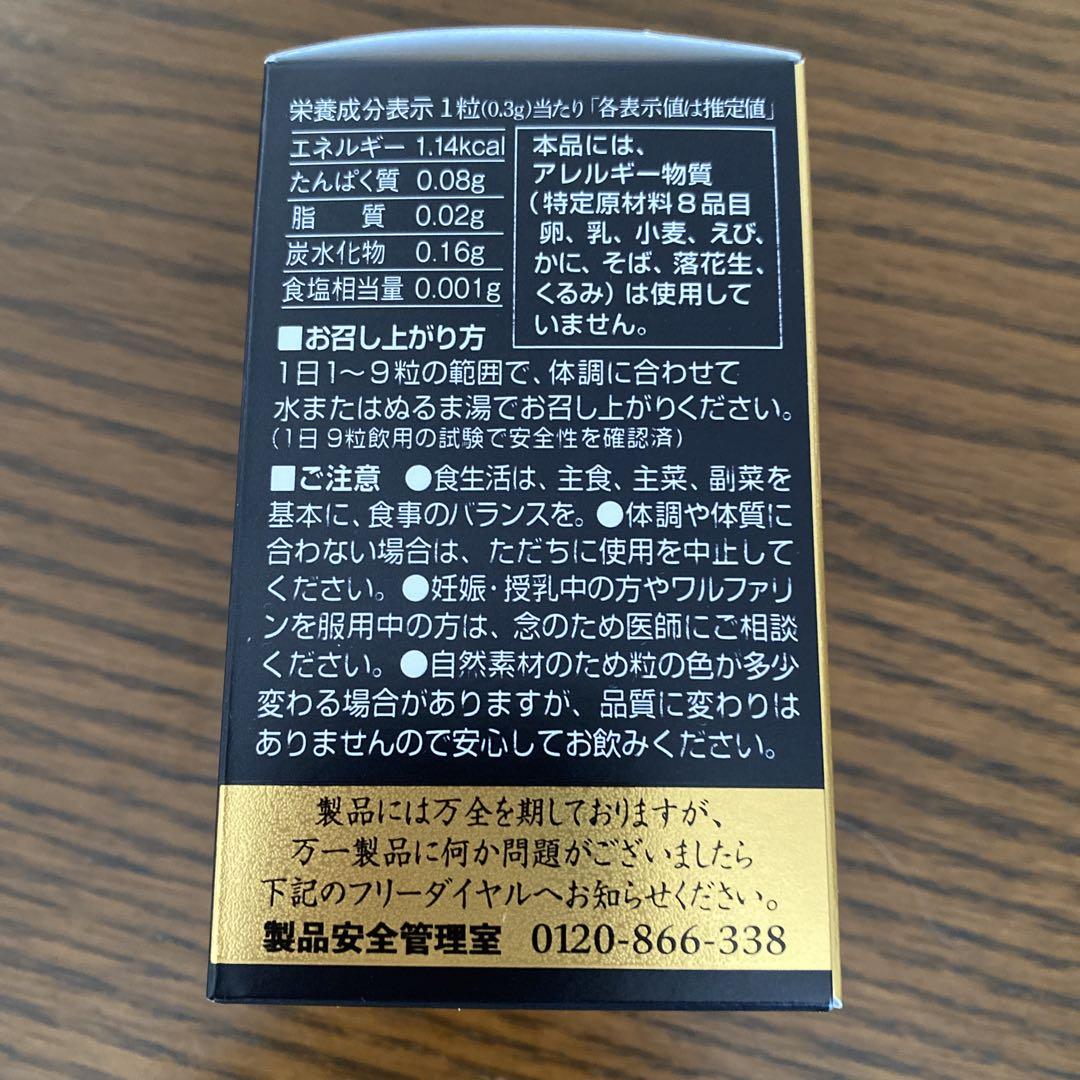 栄養成分表示1粒(0.3g)当たり「各表示値は推定値」
エネルギー 1.14kcal
たんぱく質 0.08g
脂質 0.02g
炭水化物 0.16g
食塩相当量 0.001g
本品には、
アレルギー物質
(特定原材料8品目
卵、乳、小麦、えび、
かに、そば、落花生、
くるみ)は使用して
いません。
■お召し上がり方
1日1〜9粒の範囲で、体調に合わせて
水またはぬるま湯でお召し上がりください。
(1日9粒飲用の試験で安全性を確認済)
■ご注意 ●食生活は、主食、主菜、副菜を
基本に、食事のバランスを。●体調や体質に
合わない場合は、ただちに使用を中止して
ください。●妊娠・授乳中の方やワルファリ
ンを服用中の方は、念のため医師にご相談
ください。●自然素材のため粒の色が多少
変わる場合がありますが、品質に変わりは
ありませんので安心してお飲みください。
製品には万全を期しておりますが、
万一製品に何か問題がございましたら
下記のフリーダイヤルへお知らせください。
製品安全管理室 0120-866-338